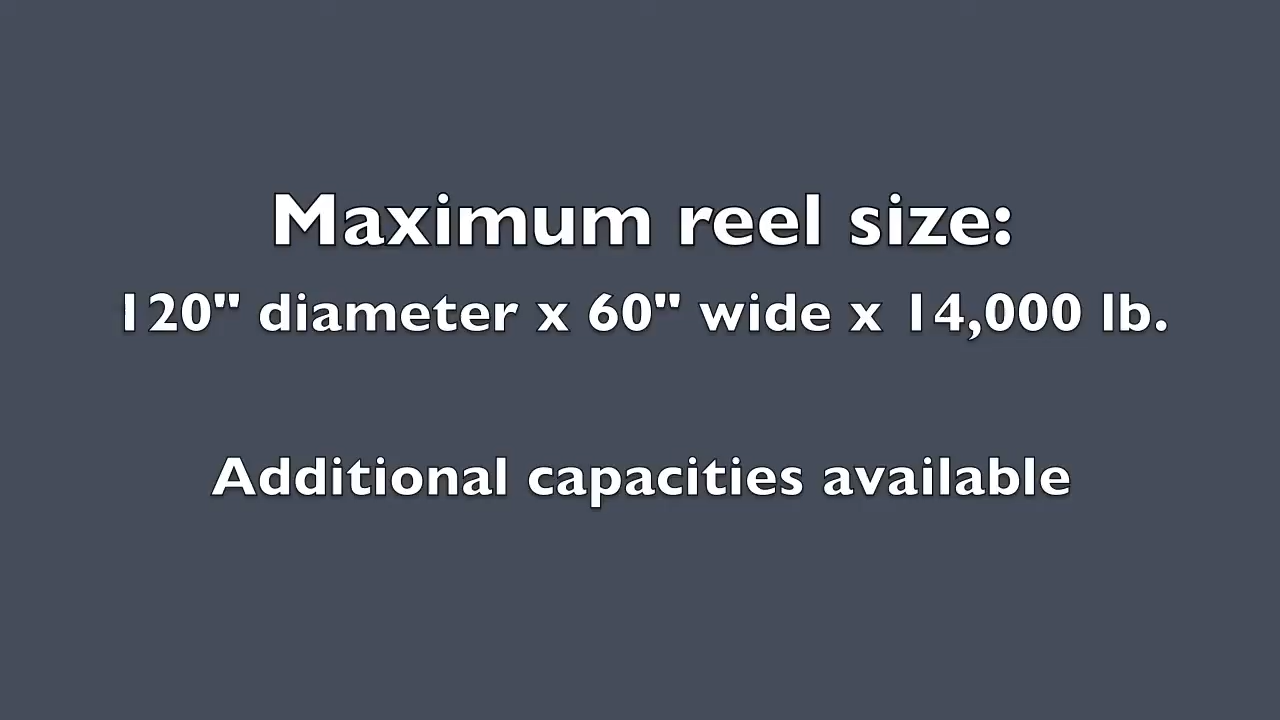 Maximum reel size:
120" diameter x 60" wide x 14,000 lb.
Additional capacities available